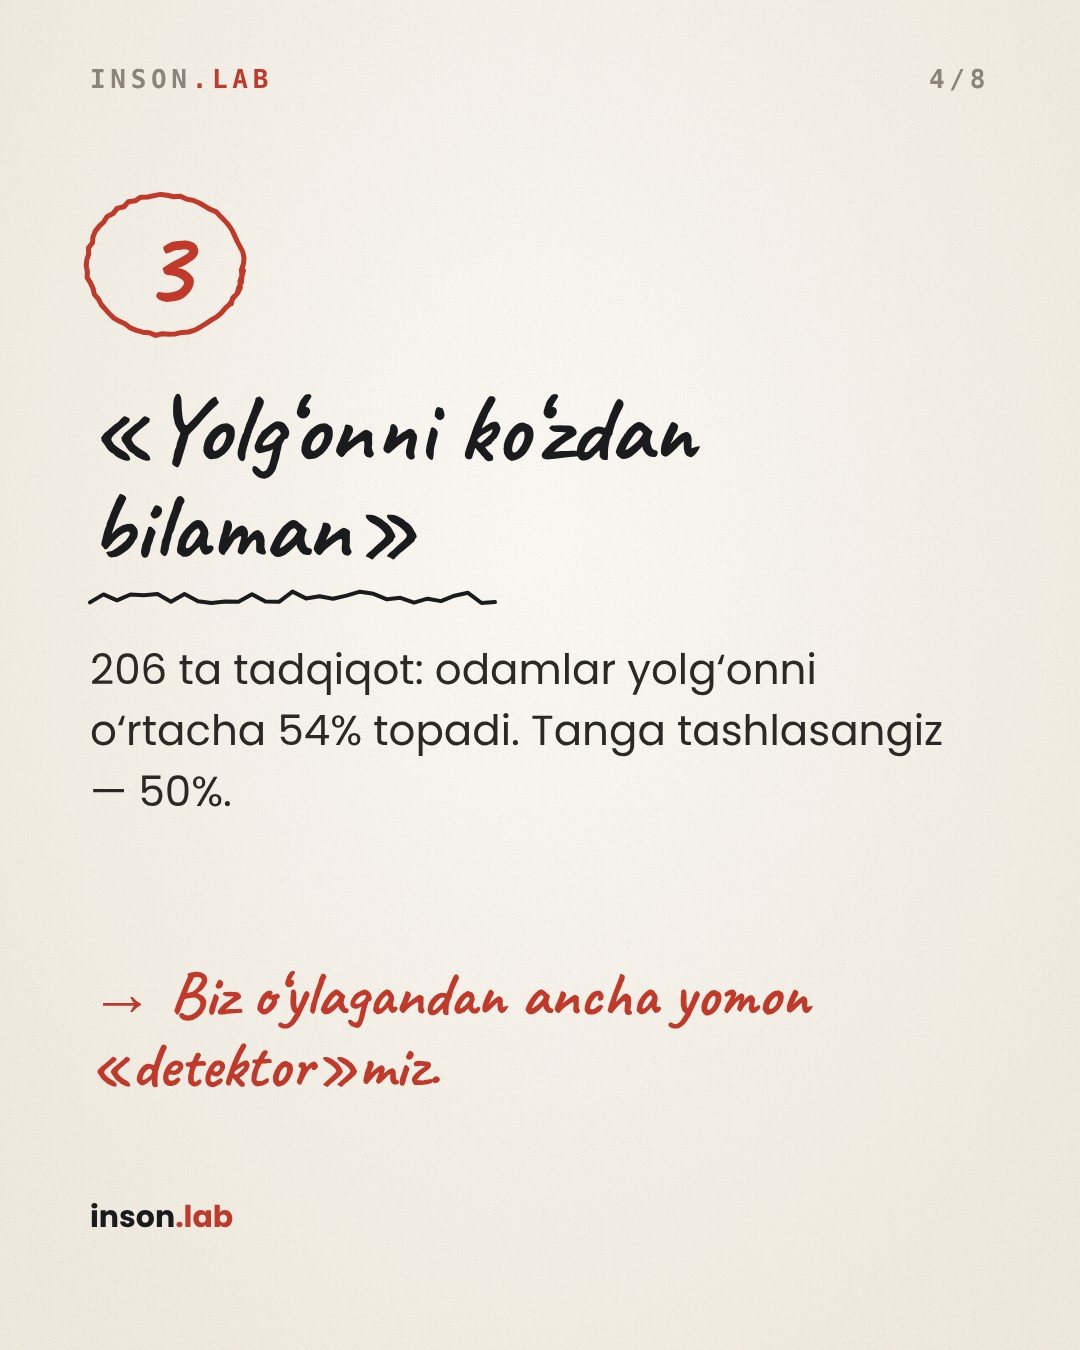 INSON.LAB
4/8
3
«Yolg‘onni ko‘zdan
bilaman»
206 ta tadqiqot: odamlar yolg‘onni
o‘rtacha 54% topadi. Tanga tashlasangiz
— 50%.
→ Biz o‘ylagandan ancha yomon
«detektor»miz.
inson.lab